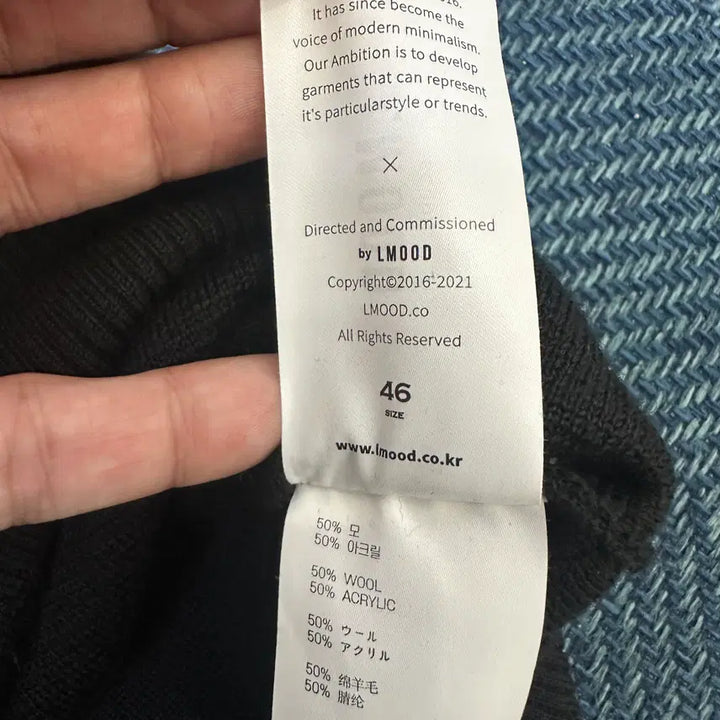 It has since become the
voice of modern minimalism.
Our Ambition is to develop
garments that can represent
it's particularstyle or trends.
Directed and Commissioned
by LMOOD
Copyright©2016-2021
LMOOD.co
All Rights Reserved
46
SIZE
www.lmood.co.kr
50% 모
50% 아크릴
50% WOOL
50% ACRYLIC
50% ウール
50% アクリル
50% 绵羊毛
50% 腈纶